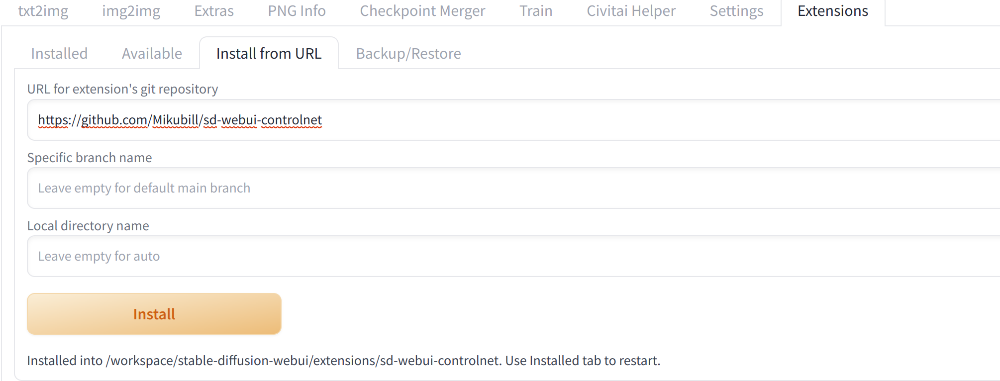 txt2img img2img Extras PNG Info Checkpoint Merger Train Civitai Helper Settings Extensions
Installed Available Install from URL Backup/Restore
URL for extension's git repository
https://github.com/Mikubill/sd-webui-controlnet
Specific branch name
Leave empty for default main branch
Local directory name
Leave empty for auto
Install
Installed into /workspace/stable-diffusion-webui/extensions/sd-webui-controlnet. Use Installed tab to restart.